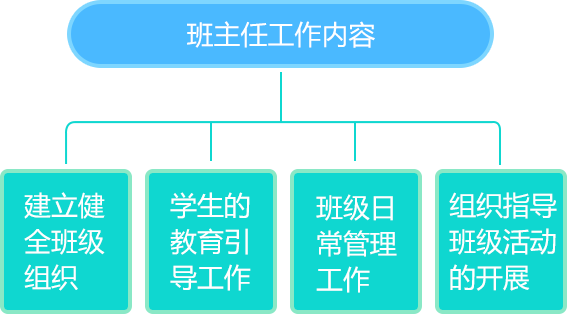 班主任工作内容
建立健
全班级
组织
学生的
教育引
导工作
班级日
常管理
工作
组织指导
班级活动
的开展